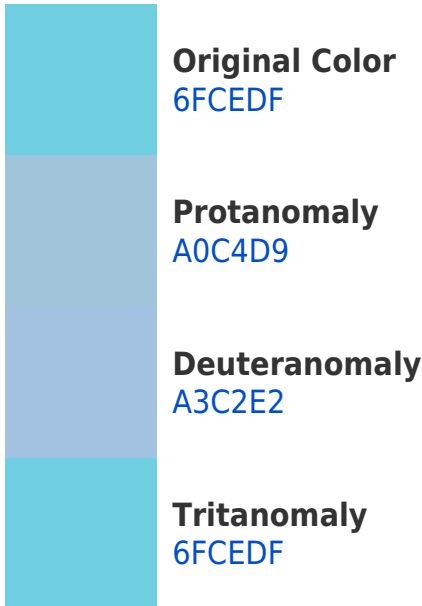 Original Color
6FCEDF
Protanomaly
A0C4D9
Deuteranomaly
A3C2E2
Tritanomaly
6FCEDF